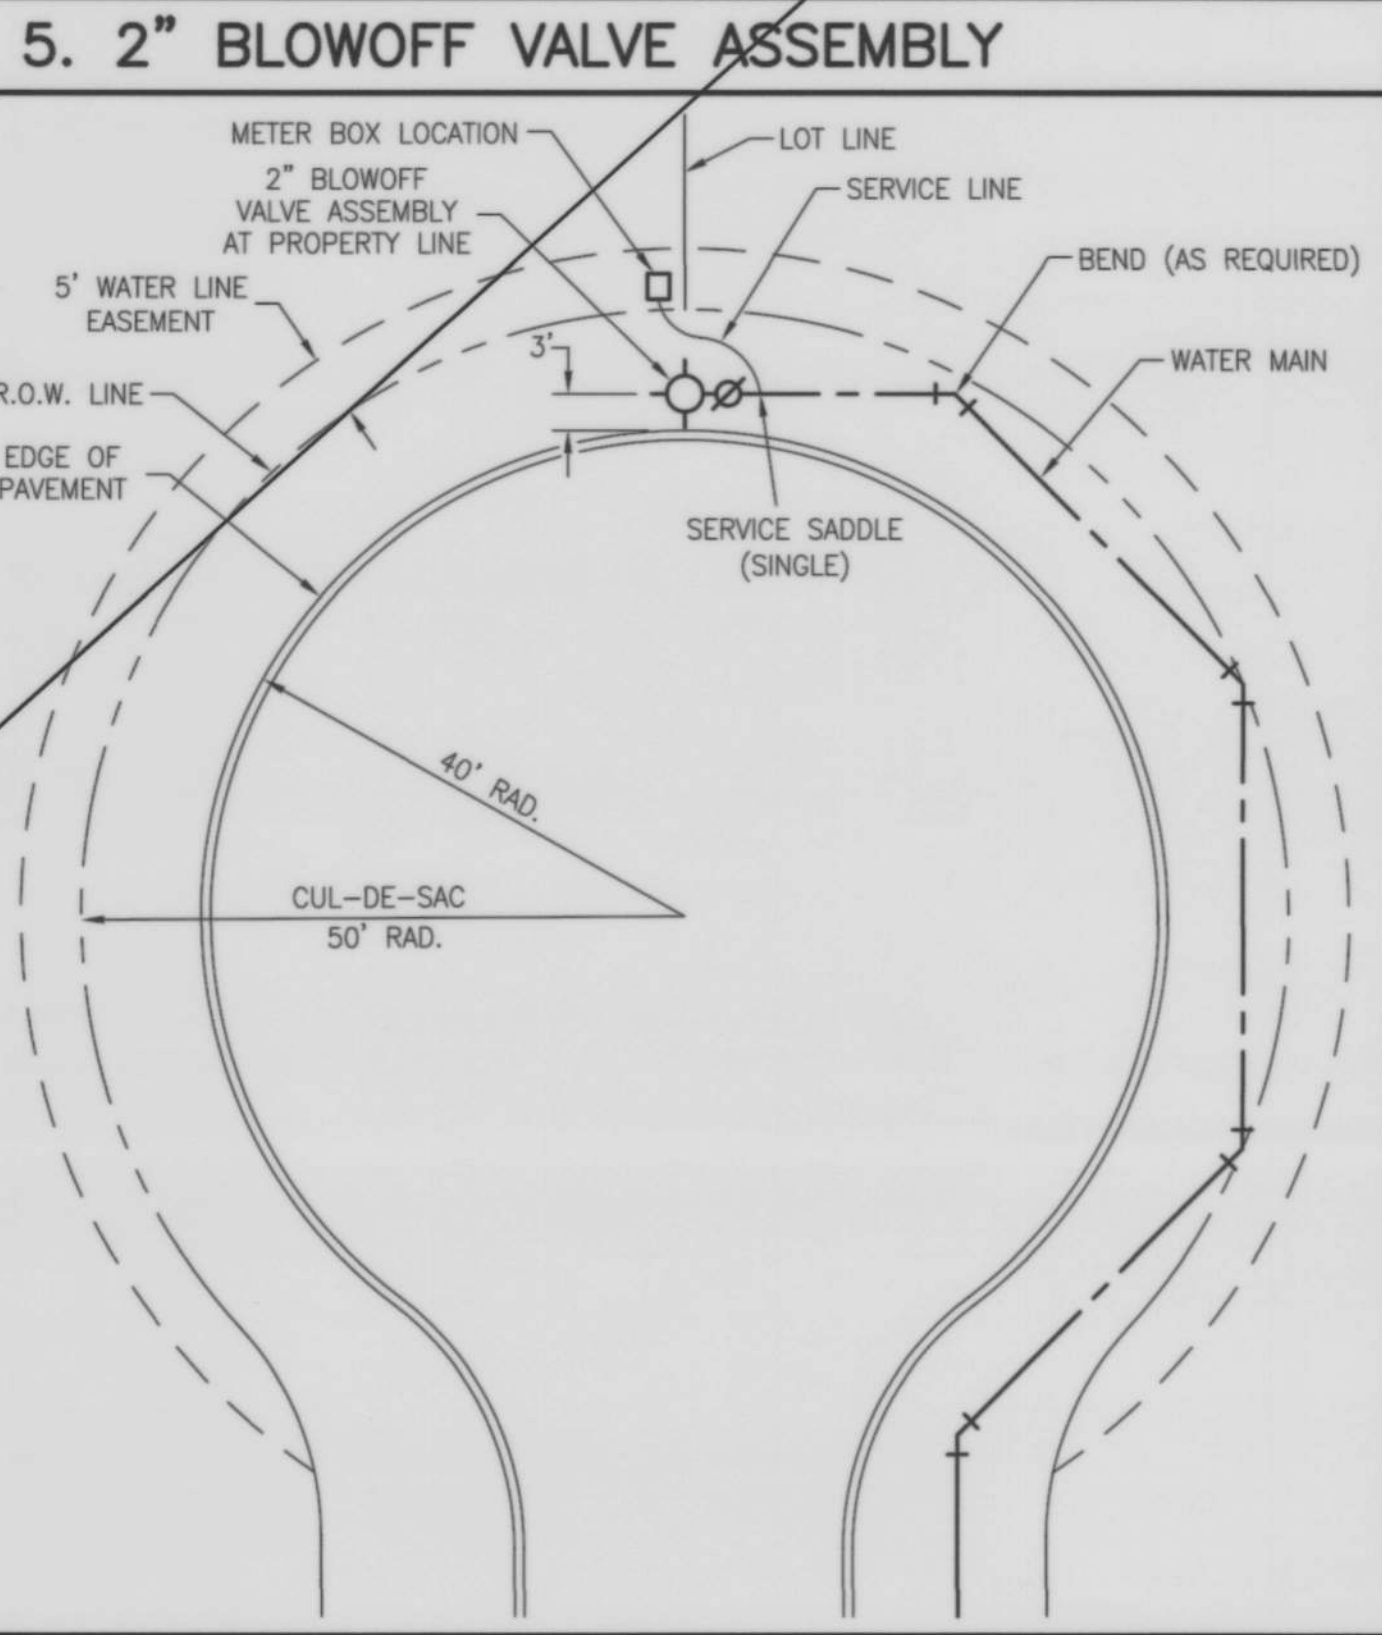 5. 2" BLOWOFF VALVE ASSEMBLY
METER BOX LOCATION
LOT LINE
2" BLOWOFF
VALVE ASSEMBLY
AT PROPERTY LINE
SERVICE LINE
BEND (AS REQUIRED)
5' WATER LINE
EASEMENT
3'
WATER MAIN
R.O.W. LINE
EDGE OF
PAVEMENT
SERVICE SADDLE
(SINGLE)
40' RAD.
CUL-DE-SAC
50' RAD.